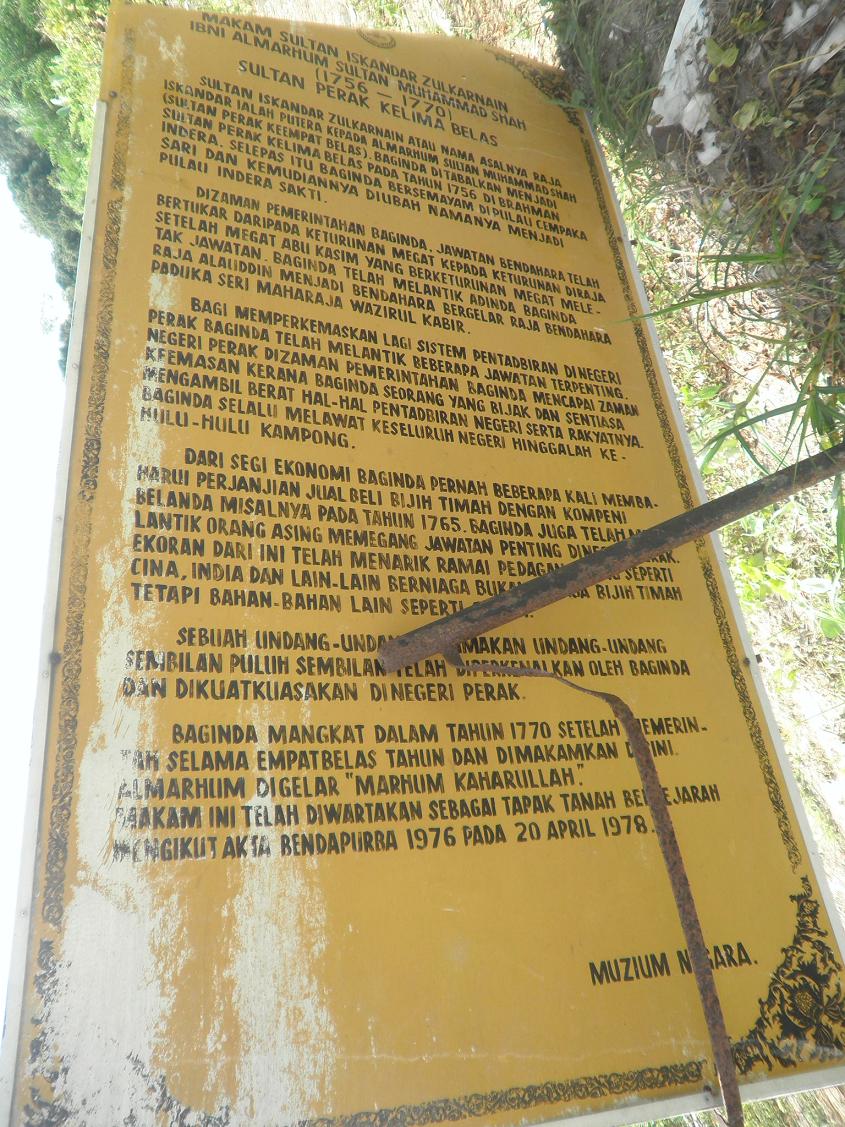 MAKAM SULTAN ISKANDAR ZULKARNAIN
IBNI ALMARHUM SULTAN MUHAMMAD SHAH
(1756 – 1770)
SULTAN PERAK KELIMA BELAS
SULTAN ISKANDAR ZULKARNAIN ATAU NAMA ASALNYA RAJA
ISKANDAR IALAH PUTERA KEPADA ALMARHUM SULTAN MUHAMMAD SHAH
(SULTAN PERAK KEEMPAT BELAS). BAGINDA DITABALKAN MENJADI
SULTAN PERAK KELIMA BELAS PADA TAHUN 1756 DI BRAHMAN
INDERA. SELEPAS ITU BAGINDA BERSEMAYAM DI PULAU CEMPAKA
SARI DAN KEMUDIANNYA DIUBAH NAMANYA MENJADI
PULAU INDERA SAKTI.
DIZAMAN PEMERINTAHAN BAGINDA, JAWATAN BENDAHARA TELAH
BERTUKAR DARIPADA KETURUNAN MEGAT KEPADA KETURUNAN DIRAJA
SETELAH MEGAT ABU KASIM YANG BERKETURUNAN MEGAT MELE-
TAK JAWATAN. BAGINDA TELAH MELANTIK ADINDA BAGINDA
RAJA ALAUDDIN MENJADI BENDAHARA BERGELAR RAJA BENDAHARA
PADUKA SERI MAHARAJA WAZIRUL KABIR.
BAGI MEMPERKEMASKAN LAGI SISTEM PENTADBIRAN DI NEGERI
PERAK BAGINDA TELAH MELANTIK BEBERAPA JAWATAN TERPENTING.
NEGERI PERAK DIZAMAN PEMERINTAHAN BAGINDA MENCAPAI ZAMAN
KEEMASAN KERANA BAGINDA SEORANG YANG BIJAK DAN SENTIASA
MENGAMBIL BERAT HAL-HAL PENTADBIRAN NEGERI SERTA RAKYATNYA.
BAGINDA SELALU MELAWAT KESELURUH NEGERI HINGGALAH KE-
HULU-HULU KAMPONG.
DARI SEGI EKONOMI BAGINDA PERNAH BEBERAPA KALI MEMBA-
HARUI PERJANJIAN JUAL BELI BIJIH TIMAH DENGAN KOMPENI
BELANDA MISALNYA PADA TAHUN 1765. BAGINDA JUGA TELAH
LANTIK ORANG ASING MEMEGANG JAWATAN PENTING
EKORAN DARI INI TELAH MENARIK RAMAI SEPERTI
CINA, INDIA DAN LAIN-LAIN BERNIAGA BIJIH TIMAH
TETAPI BAHAN-BAHAN LAIN SEPERTI
SEBUAH UNDANG-UNDANG UNDANG-UNDANG
SEMBILAN PULUH SEMBILAN TELAH DIPERKENALKAN OLEH BAGINDA
DAN DIKUATKUASAKAN DI NEGERI PERAK.
BAGINDA MANGKAT DALAM TAHUN 1770 SETELAH MEMERIN-
TAH SELAMA EMPATBELAS TAHUN DAN DIMAKAMKAN DISINI.
ALMARHUM DIGELAR "MARHUM KAHARULLAH".
MAKAM INI TELAH DIWARTAKAN SEBAGAI TAPAK TANAH BERSEJARAH
MENGIKUT AKTA BENDAPURBA 1976 PADA 20 APRIL 1978.
MUZIUM NEGARA.